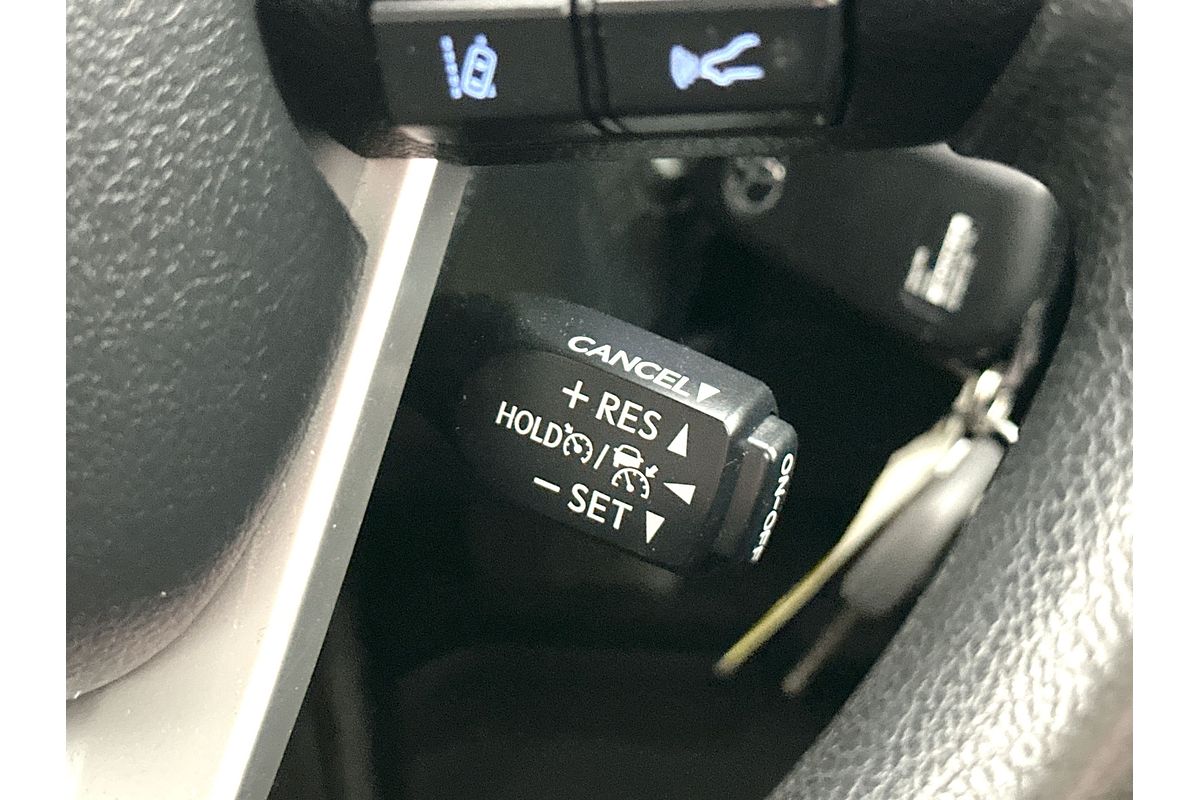 CANCEL▼
+ RES ▲
HOLD / ◀
− SET ▼
ON-OFF